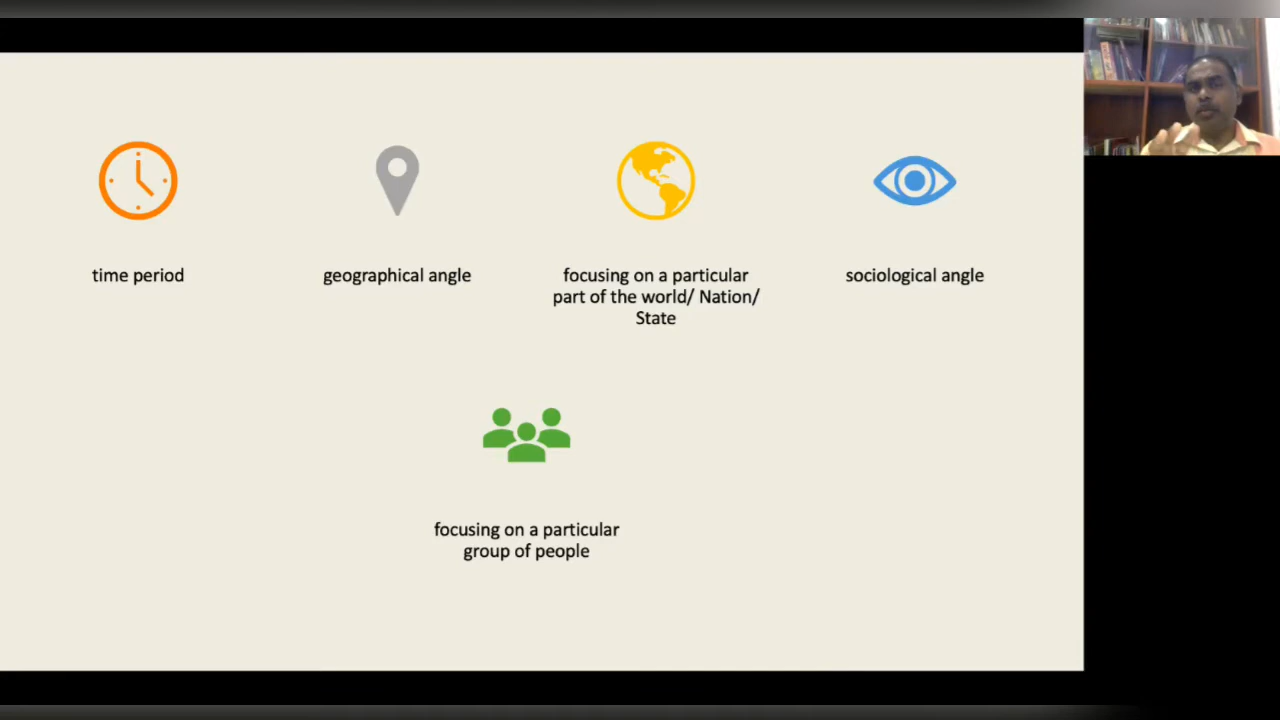 time period
geographical angle
focusing on a particular
part of the world/ Nation/
State
sociological angle
focusing on a particular
group of people